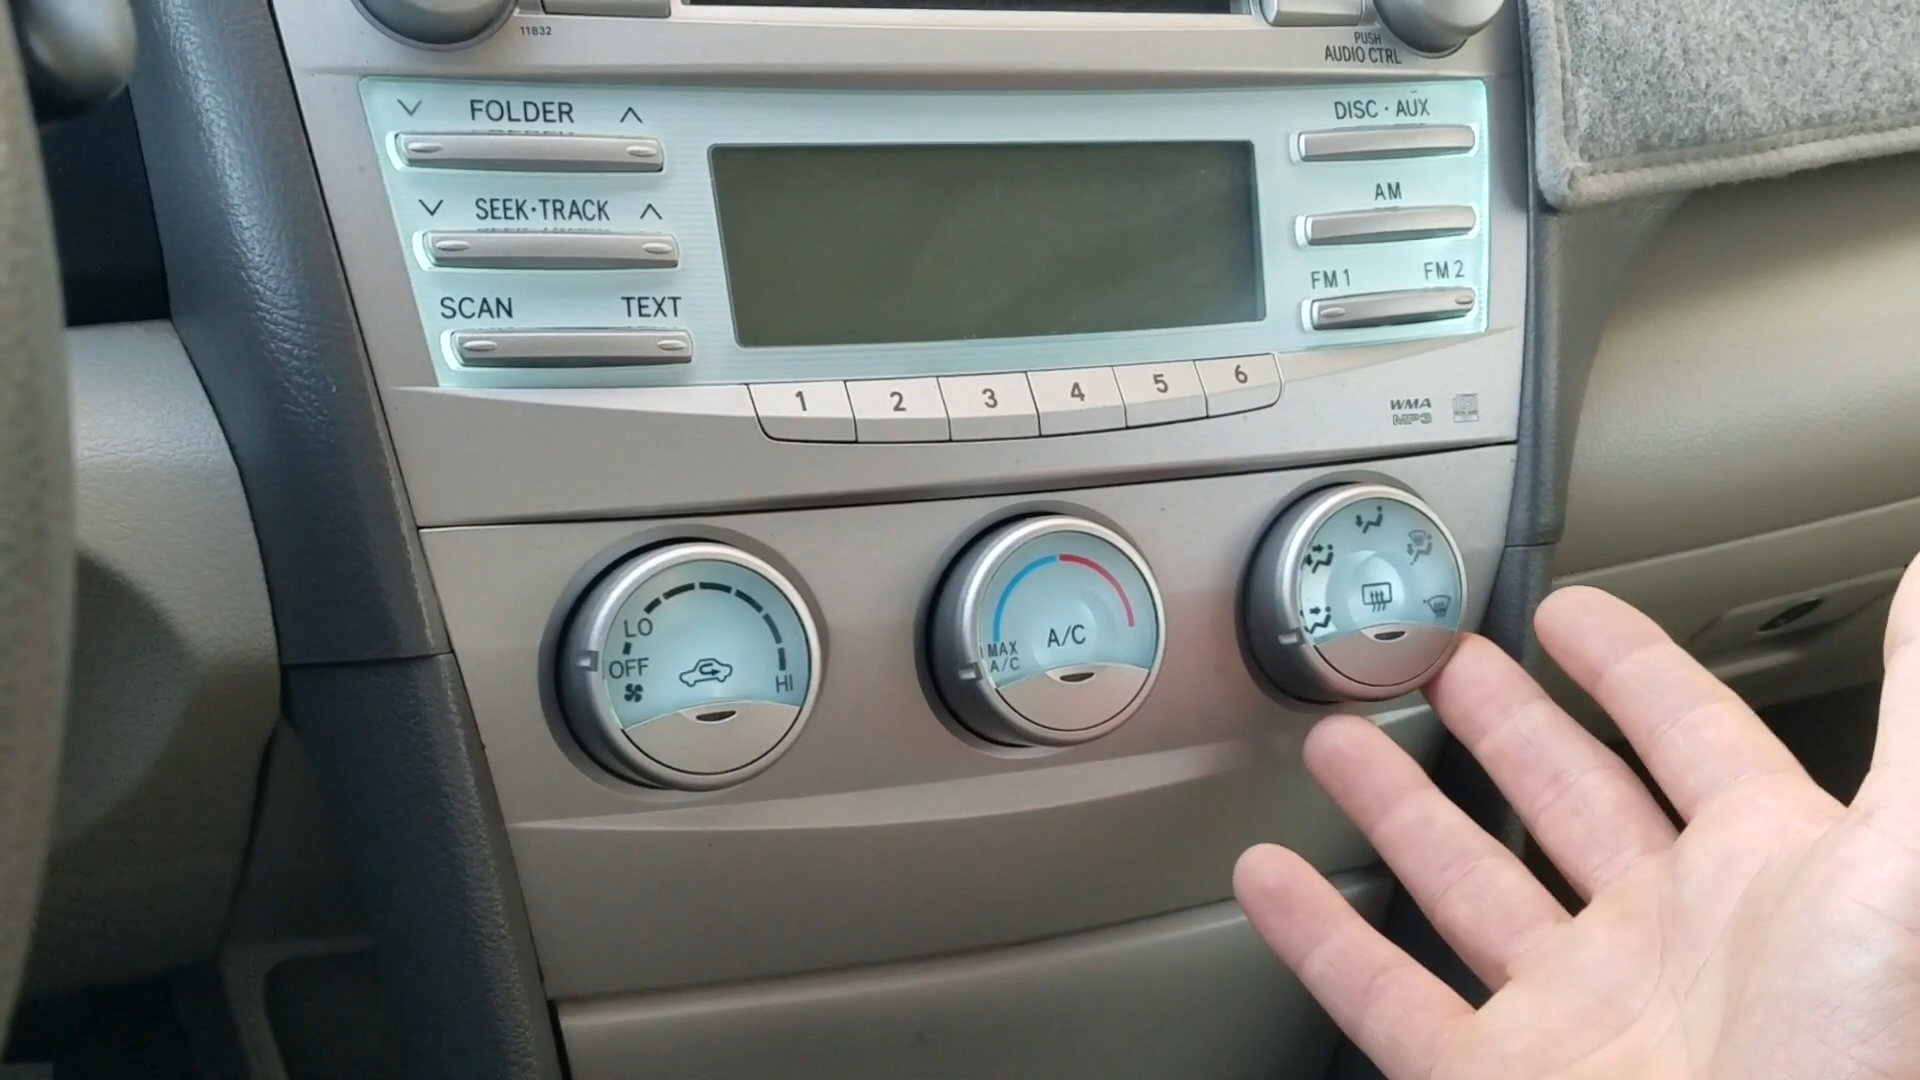 11832
PUSH
AUDIO CTRL
FOLDER
DISC · AUX
SEEK·TRACK
AM
SCAN
TEXT
FM 1
FM 2
1
2
3
4
5
6
WMA
MP3
LO
OFF
HI
MAX
A/C
A/C